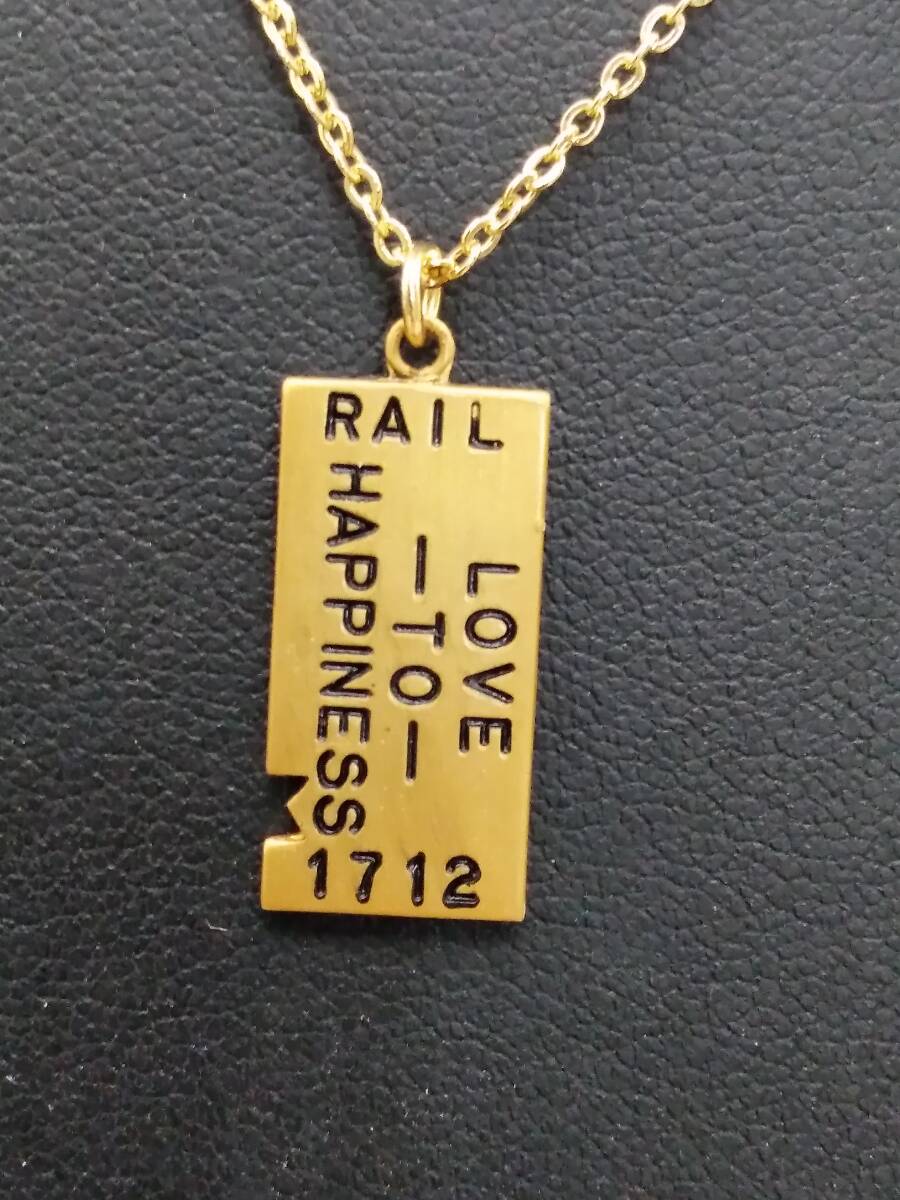 RAIL
LOVE
-TO-
HAPPINESS
1712